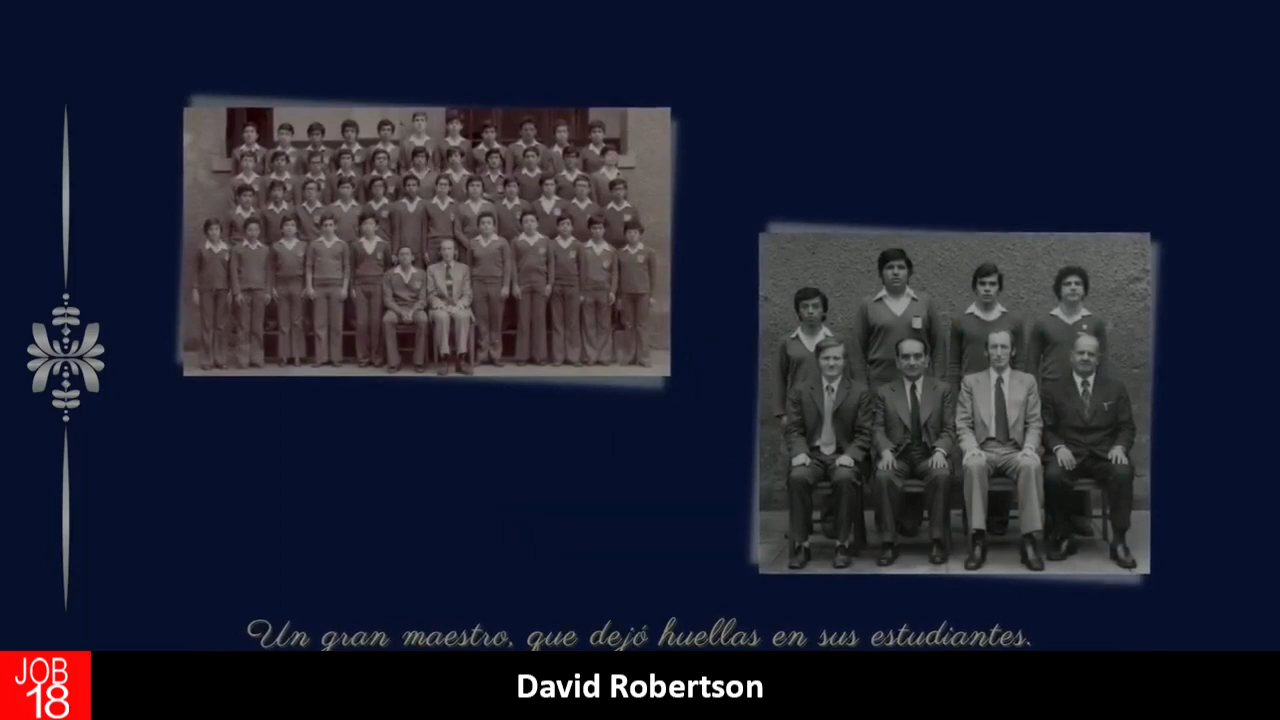 Un gran maestro, que dejó huellas en sus estudiantes.
JOB
18
David Robertson